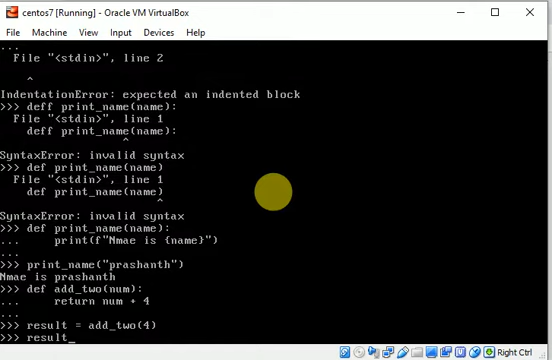 centos7 [Running] - Oracle VM VirtualBox
File Machine View Input Devices Help
...
File "<stdin>", line 2
^
IndentationError: expected an indented block
>>> deff print_name(name):
File "<stdin>", line 1
deff print_name(name):
^
SyntaxError: invalid syntax
>>> def print_name(name)
File "<stdin>", line 1
def print_name(name)
^
SyntaxError: invalid syntax
>>> def print_name(name):
... print(f"Nmae is {name}")
...
>>> print_name("prashanth")
Nmae is prashanth
>>> def add_two(num):
... return num + 4
...
>>> result = add_two(4)
>>> result_
Right Ctrl